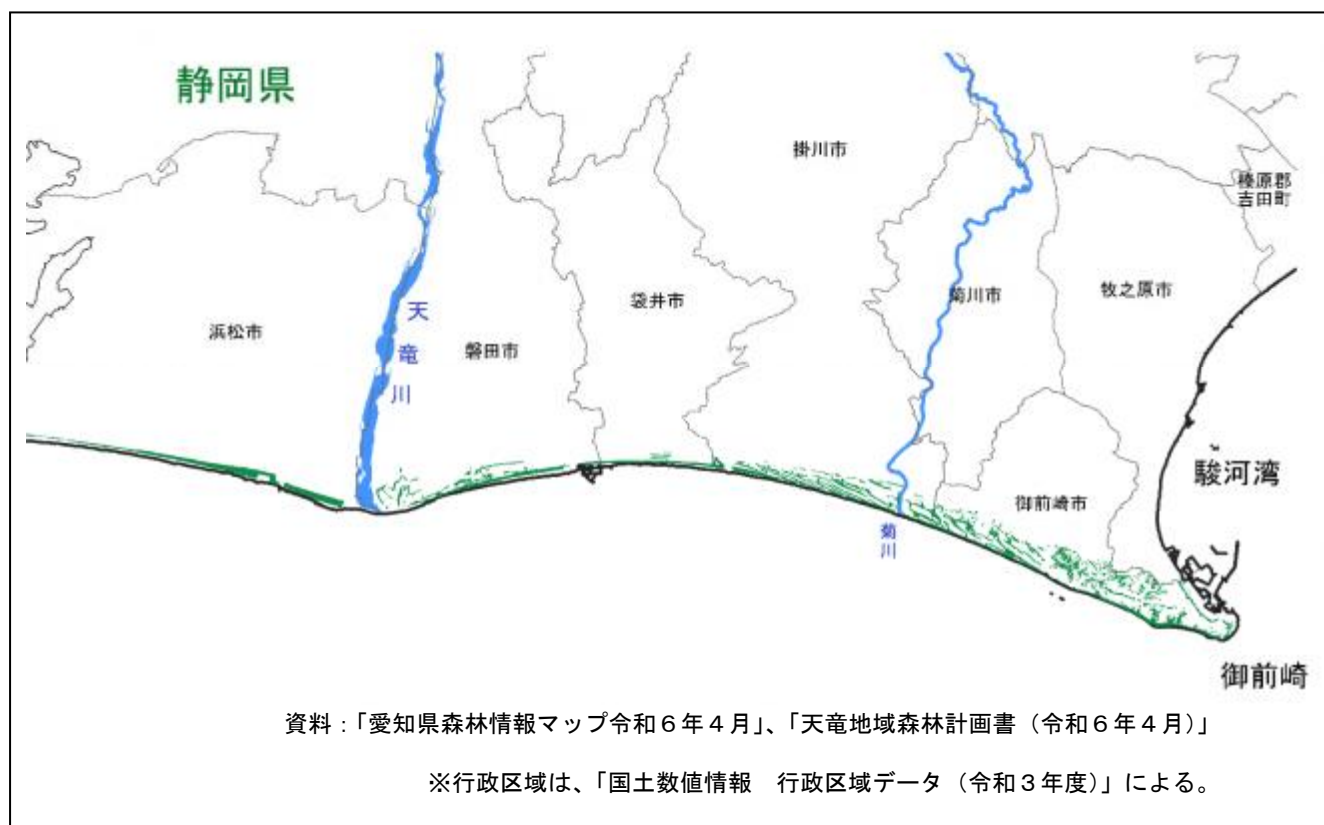 静岡県
掛川市
榛原郡
吉田町
袋井市
菊川市
牧之原市
浜松市
天竜川
磐田市
駿河湾
御前崎市
菊川
御前崎
資料：「愛知県森林情報マップ令和６年４月」、「天竜地域森林計画書（令和６年４月）」
※行政区域は、「国土数値情報　行政区域データ（令和３年度）」による。